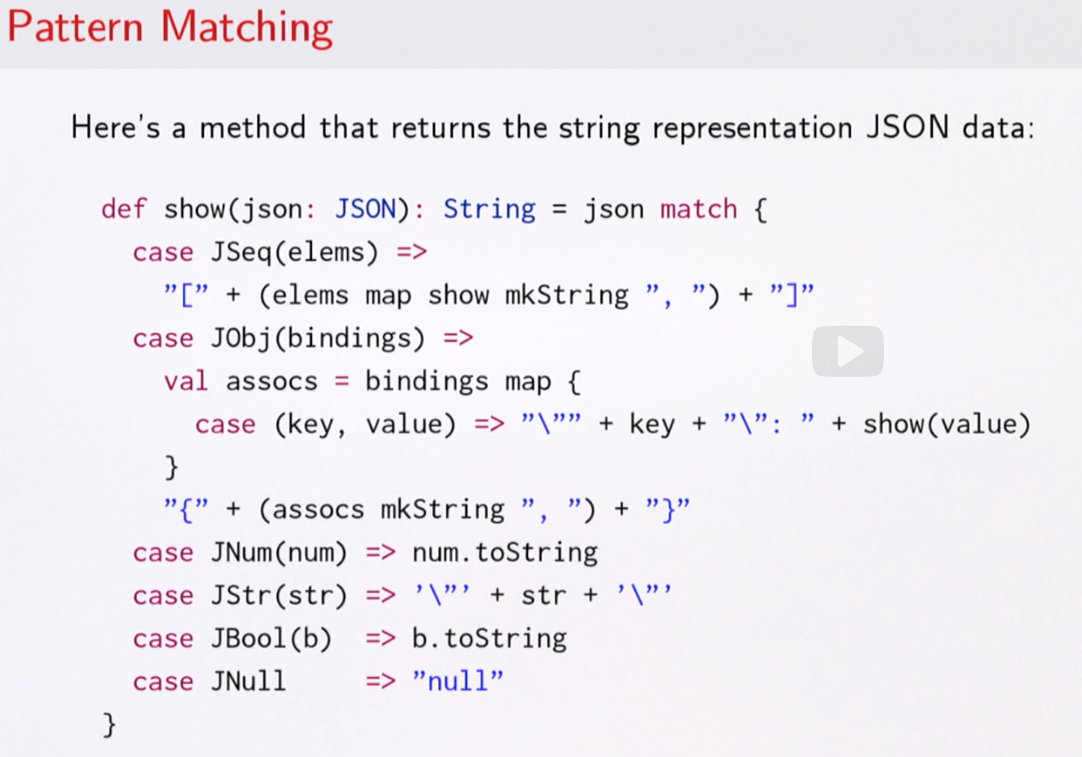 Pattern Matching
Here's a method that returns the string representation JSON data:
def show(json: JSON): String = json match {
case JSeq(elems) =>
”[” + (elems map show mkString ”, ”) + ”]”
case JObj(bindings) =>
val assocs = bindings map {
case (key, value) => ”\”” + key + ”\”: ” + show(value)
}
”{” + (assocs mkString ”, ”) + ”}”
case JNum(num) => num.toString
case JStr(str) => ’\”’ + str + ’\”’
case JBool(b) => b.toString
case JNull => ”null”
}